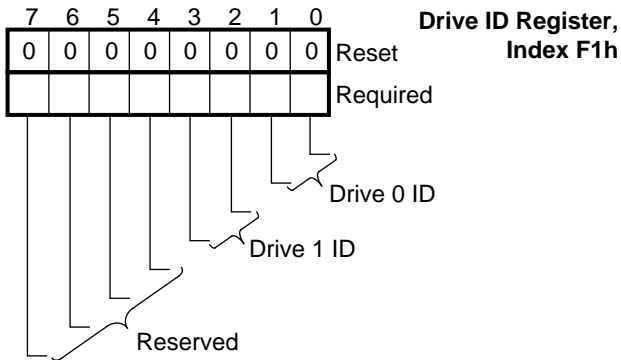 7 6 5 4 3 2 1 0
Drive ID Register,
Index F1h
0 0 0 0 0 0 0 0 Reset
Required
Drive 0 ID
Drive 1 ID
Reserved